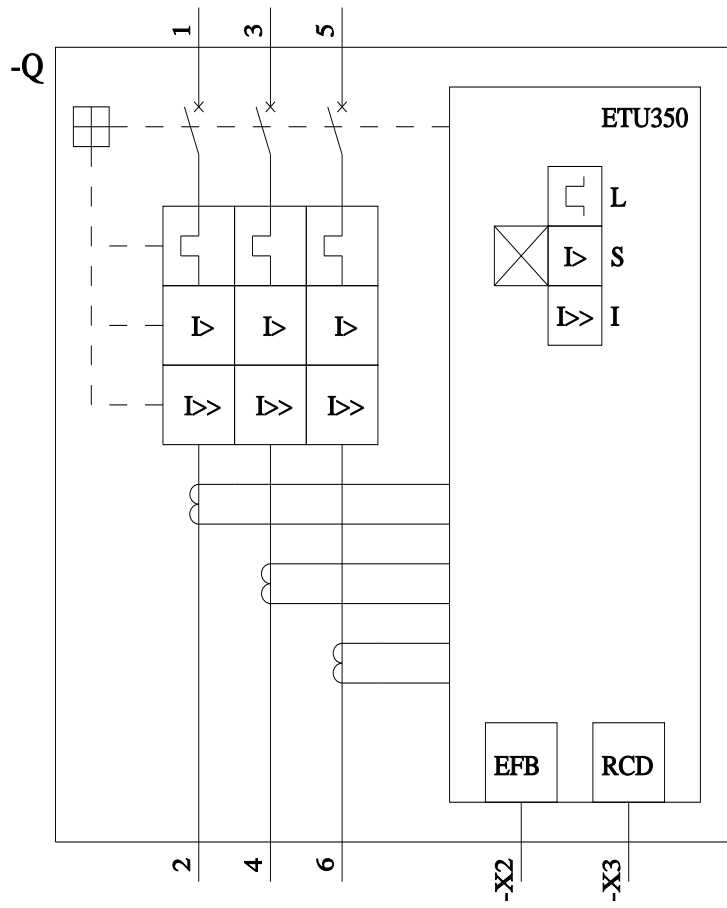 1 3 5
-Q
ETU350
L
I> S
I>> I
I> I> I>
I>> I>> I>>
EFB RCD
2 4 6 -X2 -X3